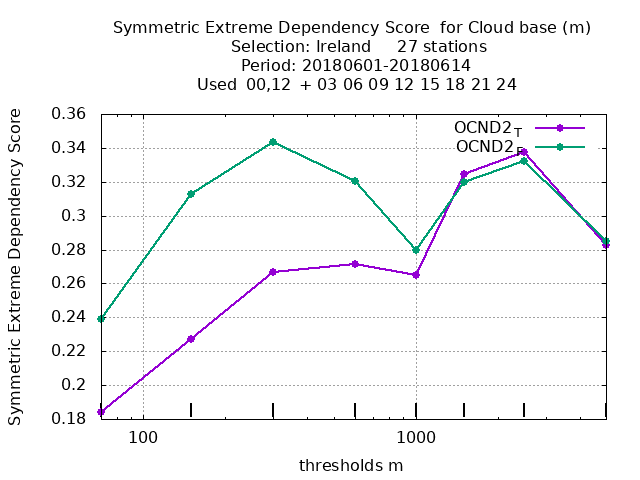 Symmetric Extreme Dependency Score for Cloud base (m)
Selection: Ireland 27 stations
Period: 20180601-20180614
Used 00,12 + 03 06 09 12 15 18 21 24
Symmetric Extreme Dependency Score
0.36
0.34
0.32
0.3
0.28
0.26
0.24
0.22
0.2
0.18
OCND2T
OCND2
100
1000
thresholds m